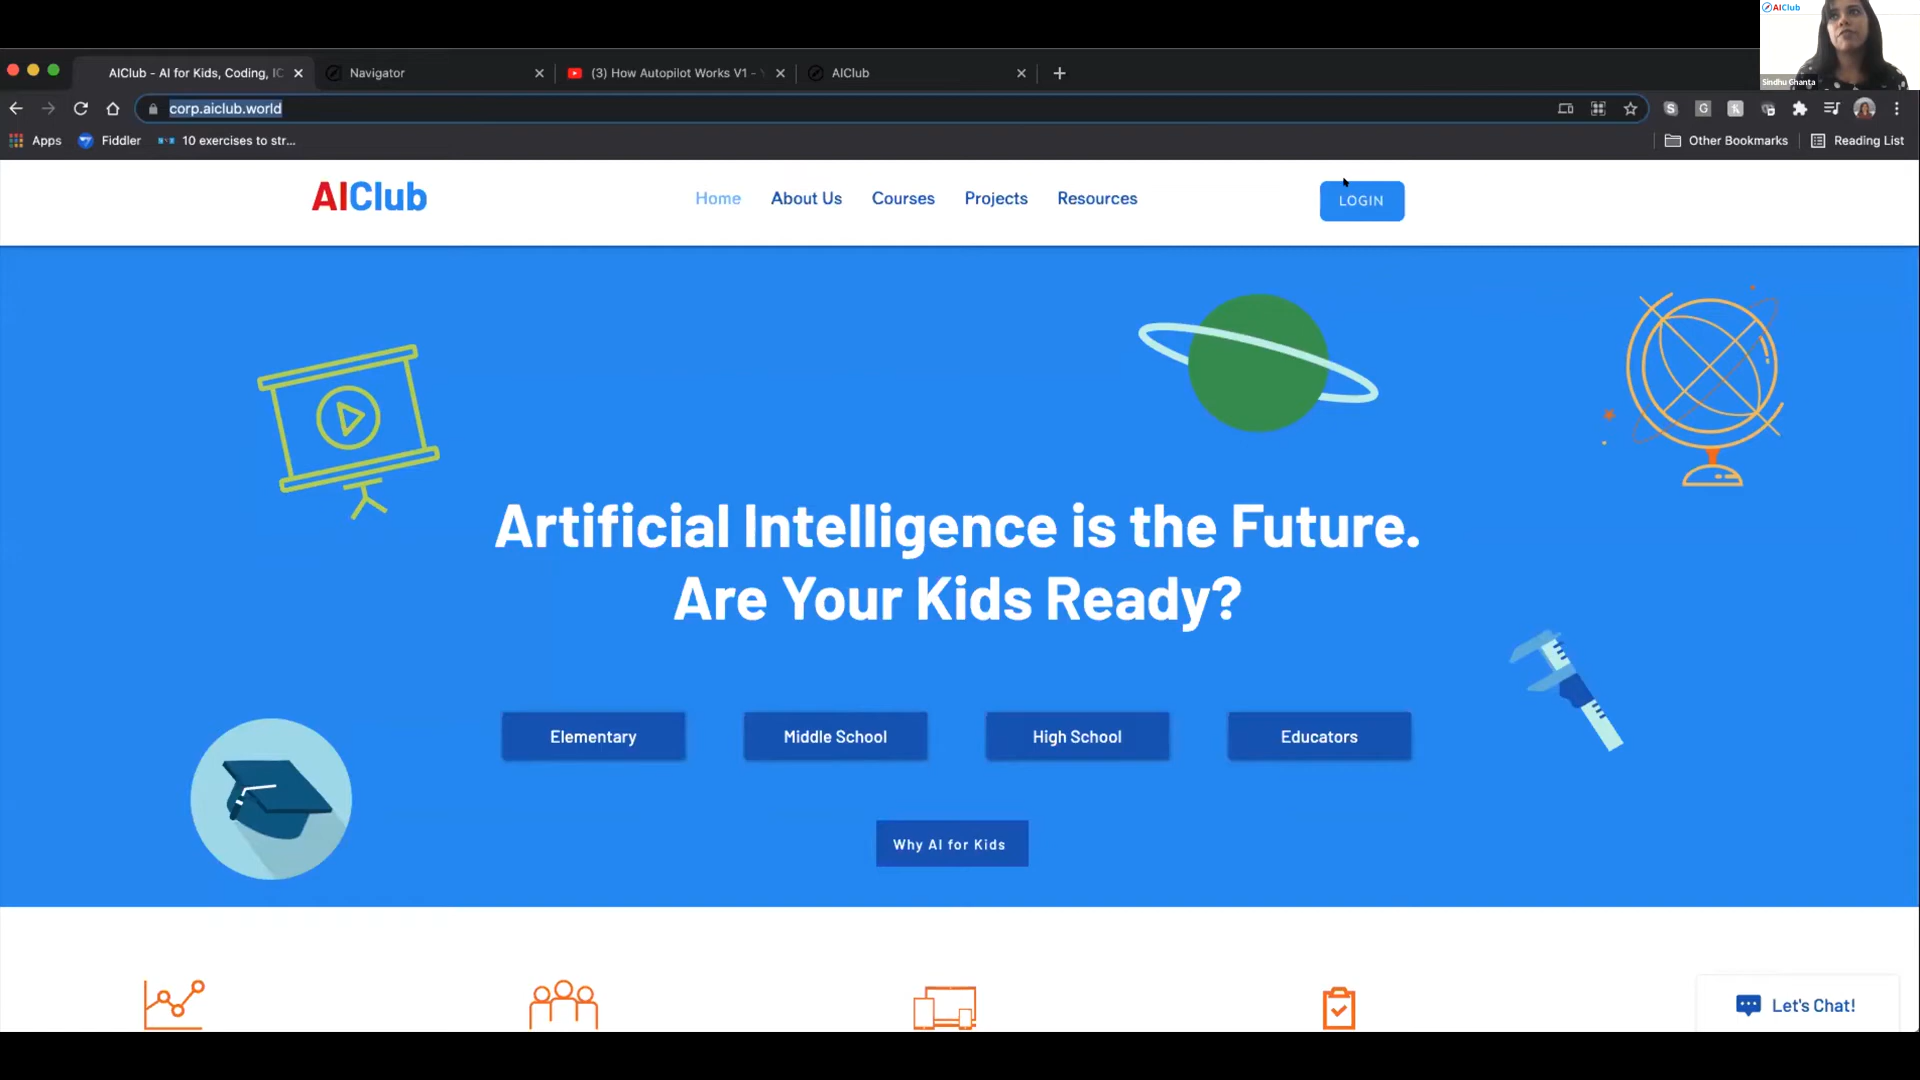 AIClub
Sindhu Ghanta
AIClub - AI for Kids, Coding, IC
Navigator
(3) How Autopilot Works V1 -
AIClub
corp.aiclub.world
Apps
Fiddler
10 exercises to str...
Other Bookmarks
Reading List
AIClub
Home
About Us
Courses
Projects
Resources
LOGIN
Artificial Intelligence is the Future.
Are Your Kids Ready?
Elementary
Middle School
High School
Educators
Why AI for Kids
Let's Chat!